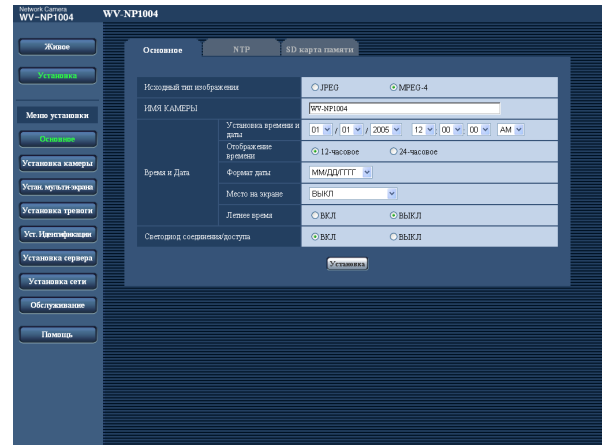 Network Camera
WV-NP1004
WV-NP1004
Живое
Установка
Меню установки
Основное
Установка камеры
Устан. мульти-экрана
Установка тревоги
Уст. Идентификации
Установка сервера
Установка сети
Обслуживание
Помощь
Основное NTP SD карта памяти
Исходный тип изображения JPEG MPEG-4
ИМЯ КАМЕРЫ WV-NP1004
Время и Дата
Установка времени и даты 01 / 01 / 2005 12 : 00 : 00 AM
Отображение времени 12-часовое 24-часовое
Формат даты ММ/ДД/ГГГГ
Место на экране ВЫКЛ
Летнее время ВКЛ ВЫКЛ
Светодиод соединения/доступа ВКЛ ВЫКЛ
Установка